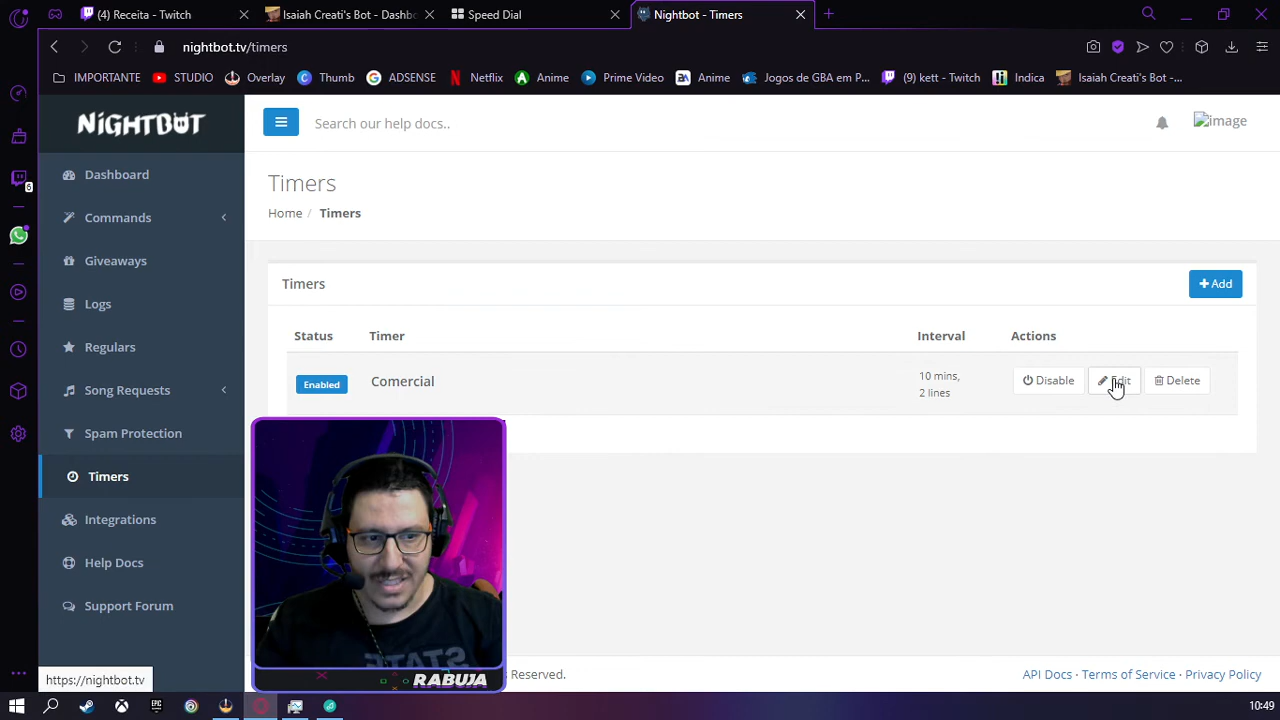 (4) Receita - Twitch
Isaiah Creati's Bot - Dashbo
Speed Dial
Nightbot - Timers
nightbot.tv/timers
IMPORTANTE
STUDIO
Overlay
Thumb
ADSENSE
Netflix
Anime
Prime Video
Anime
Jogos de GBA em P...
(9) kett - Twitch
Indica
Isaiah Creati's Bot -...
NIGHTBOT
Search our help docs..
image
Dashboard
Commands
Giveaways
Logs
Regulars
Song Requests
Spam Protection
Timers
Integrations
Help Docs
Support Forum
6
Timers
Home / Timers
Timers
+ Add
Status Timer Interval Actions
Enabled Comercial 10 mins, 2 lines Disable Edit Delete
https://nightbot.tv
RABUJA
s Reserved.
API Docs · Terms of Service · Privacy Policy
EPIC
10:49